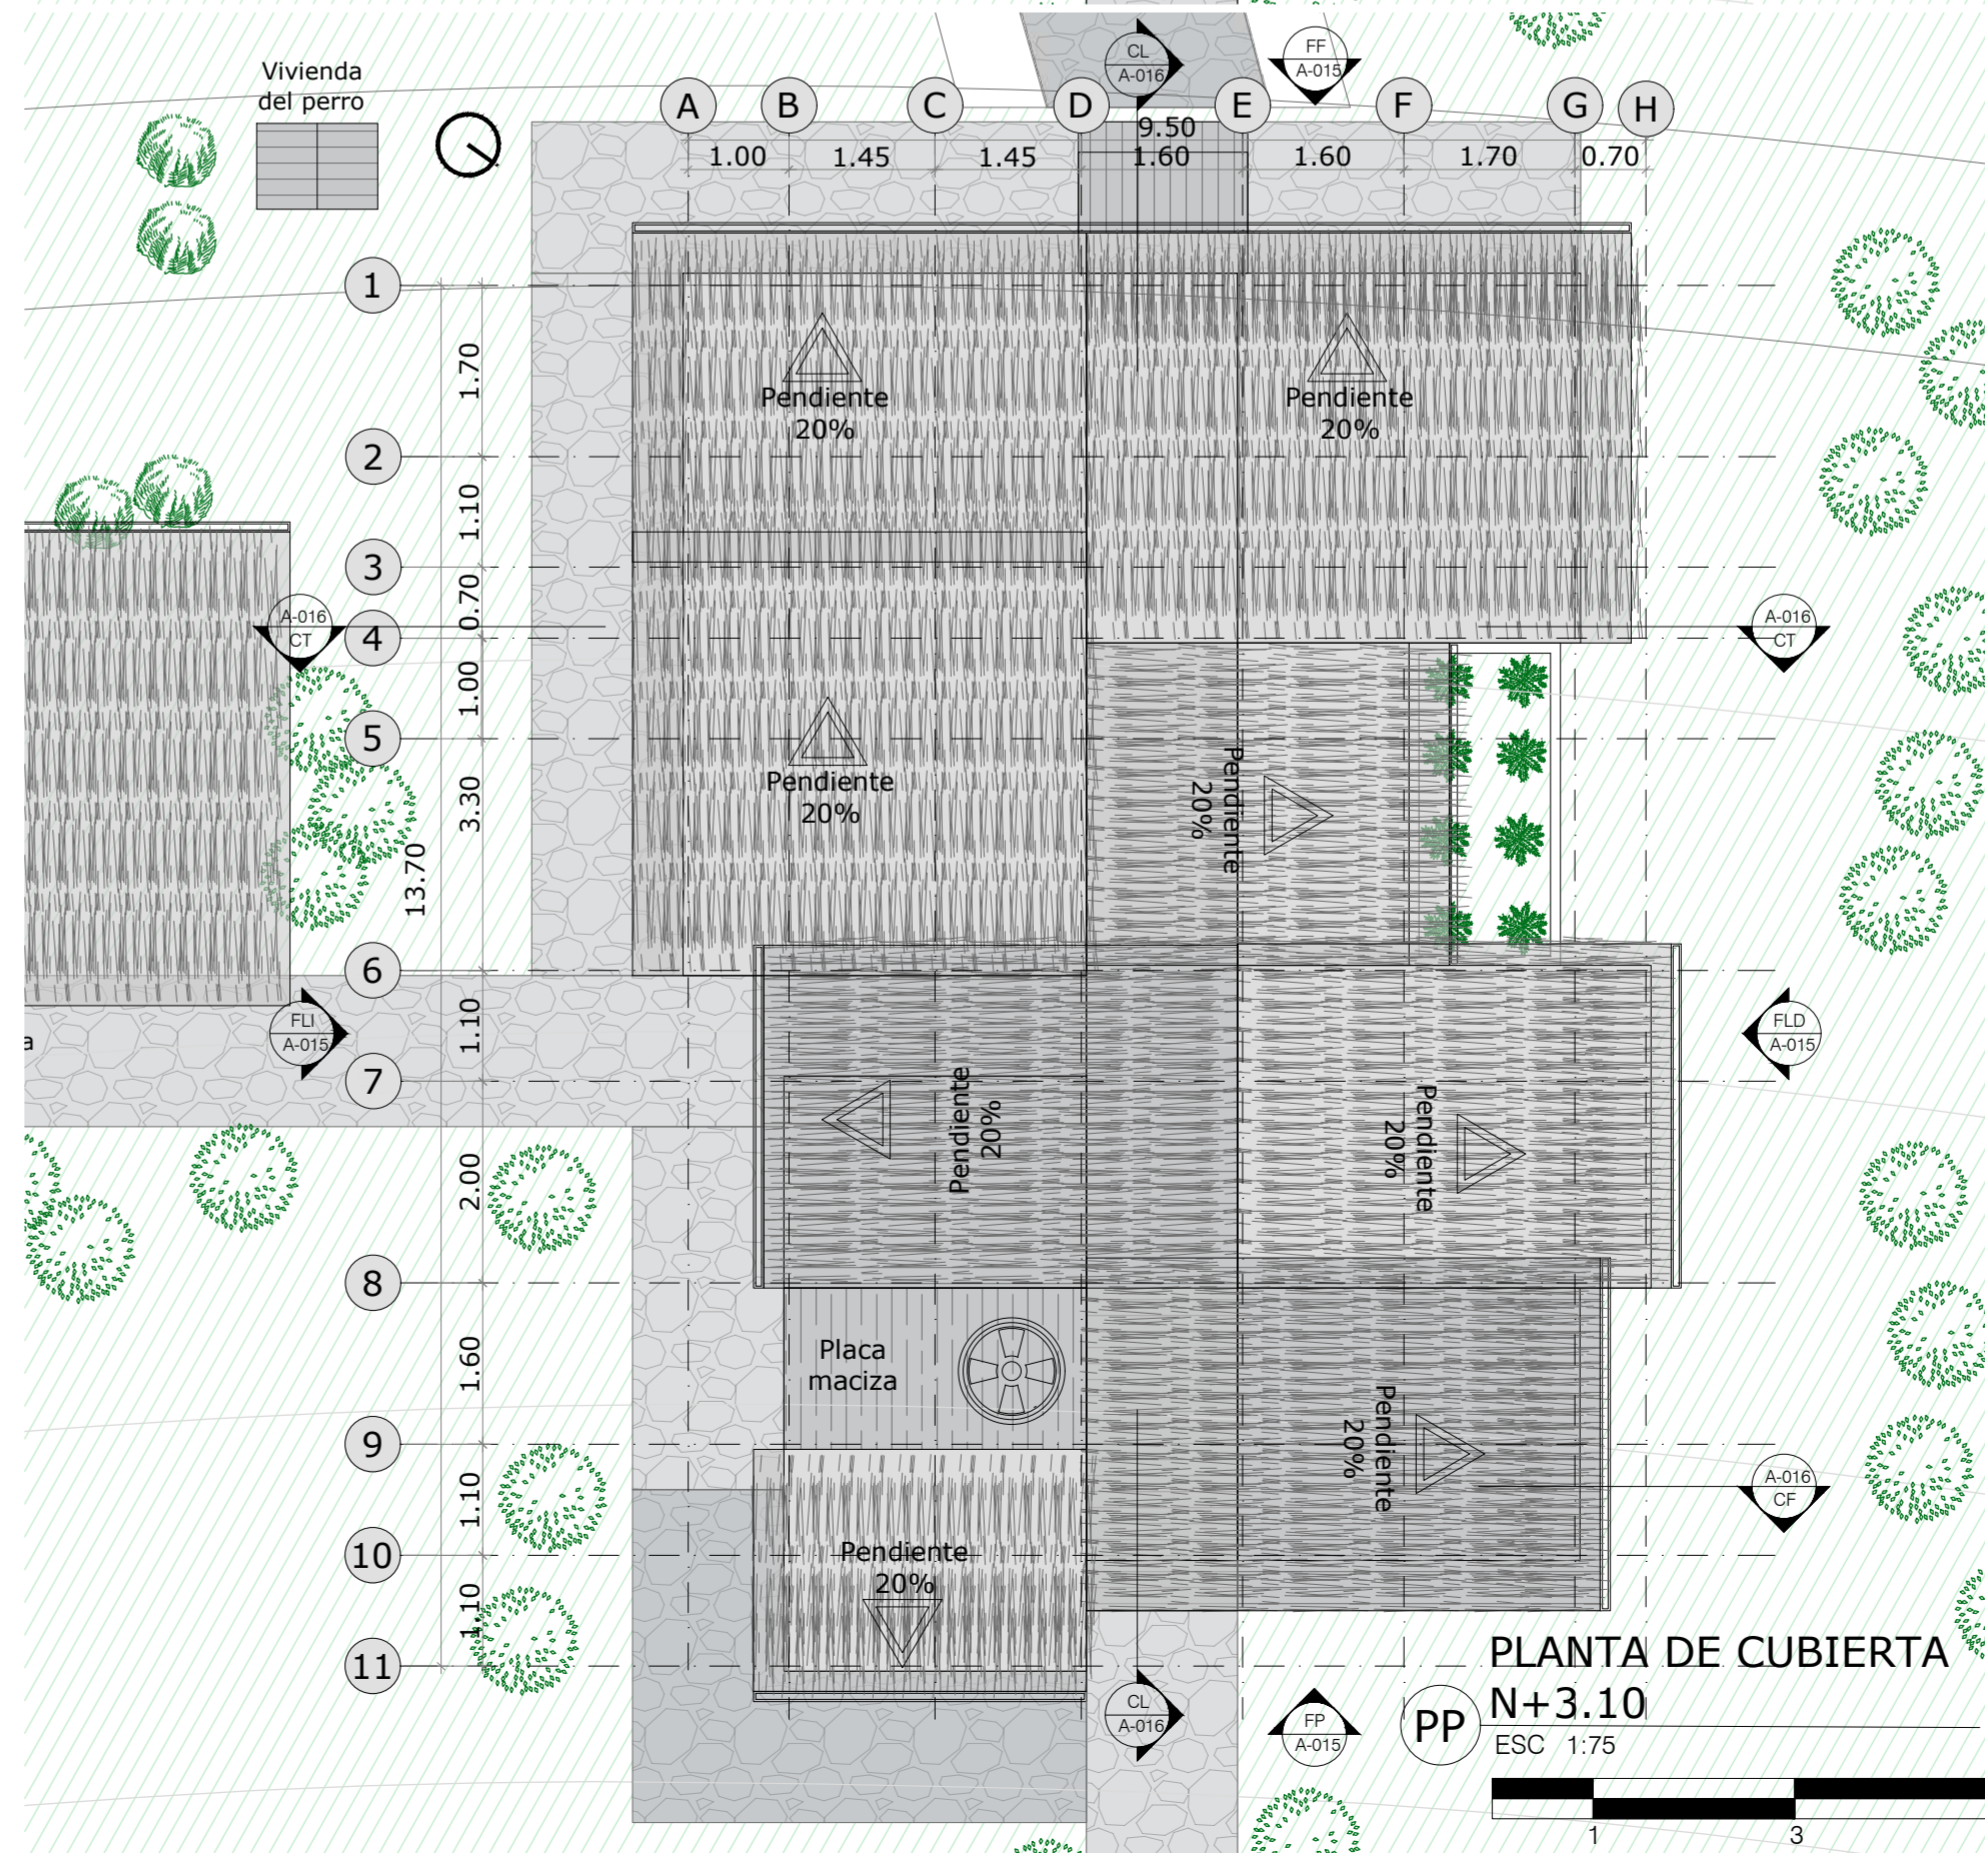 Vivienda
del perro
CL
A-016
FF
A-015
A
B
C
D
E
F
G
H
9.50
1.00
1.45
1.45
1.60
1.60
1.70
0.70
1
1.70
Pendiente
20%
Pendiente
20%
2
1.10
3
0.70
A-016
CT
4
A-016
CT
1.00
5
Pendiente
20%
Pendiente
20%
3.30
13.70
6
FLI
A-015
1.10
FLD
A-015
a
7
Pendiente
20%
Pendiente
20%
2.00
8
Placa
maciza
1.60
9
Pendiente
20%
A-016
CF
1.10
10
Pendiente
20%
1.10
11
CL
A-016
FP
A-015
PP
PLANTA DE CUBIERTA
N+3.10
ESC 1:75
1
3